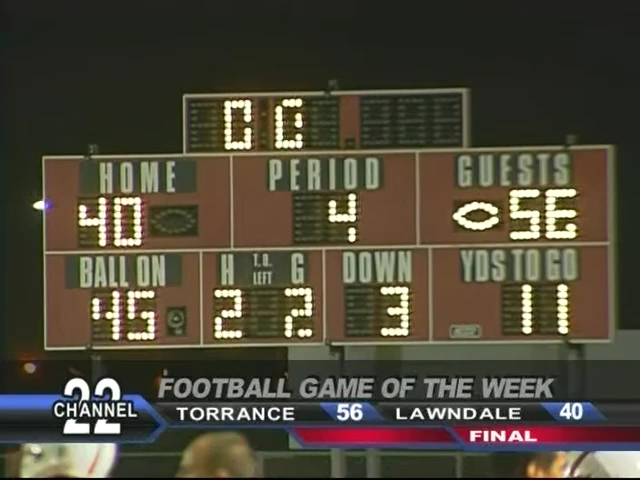 00
HOME PERIOD GUESTS
40 4 56
BALL ON H T.O. LEFT G DOWN YDS TO GO
45 2 2 3 11
FOOTBALL GAME OF THE WEEK
22 CHANNEL
TORRANCE 56 LAWNDALE 40
FINAL